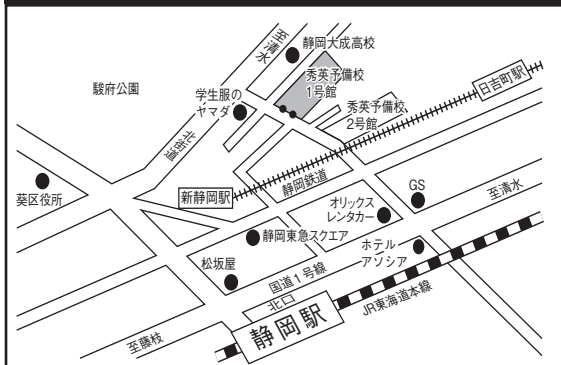 至清水
静岡大成高校
駿府公園
秀英予備校
1号館
日吉町駅
学生服の
ヤマダ
秀英予備校
2号館
北街道
静岡鉄道
葵区役所
新静岡駅
GS
至清水
オリックス
レンタカー
静岡東急スクエア
ホテル
アソシア
松坂屋
国道1号線
北口
JR東海道本線
静岡駅
至藤枝